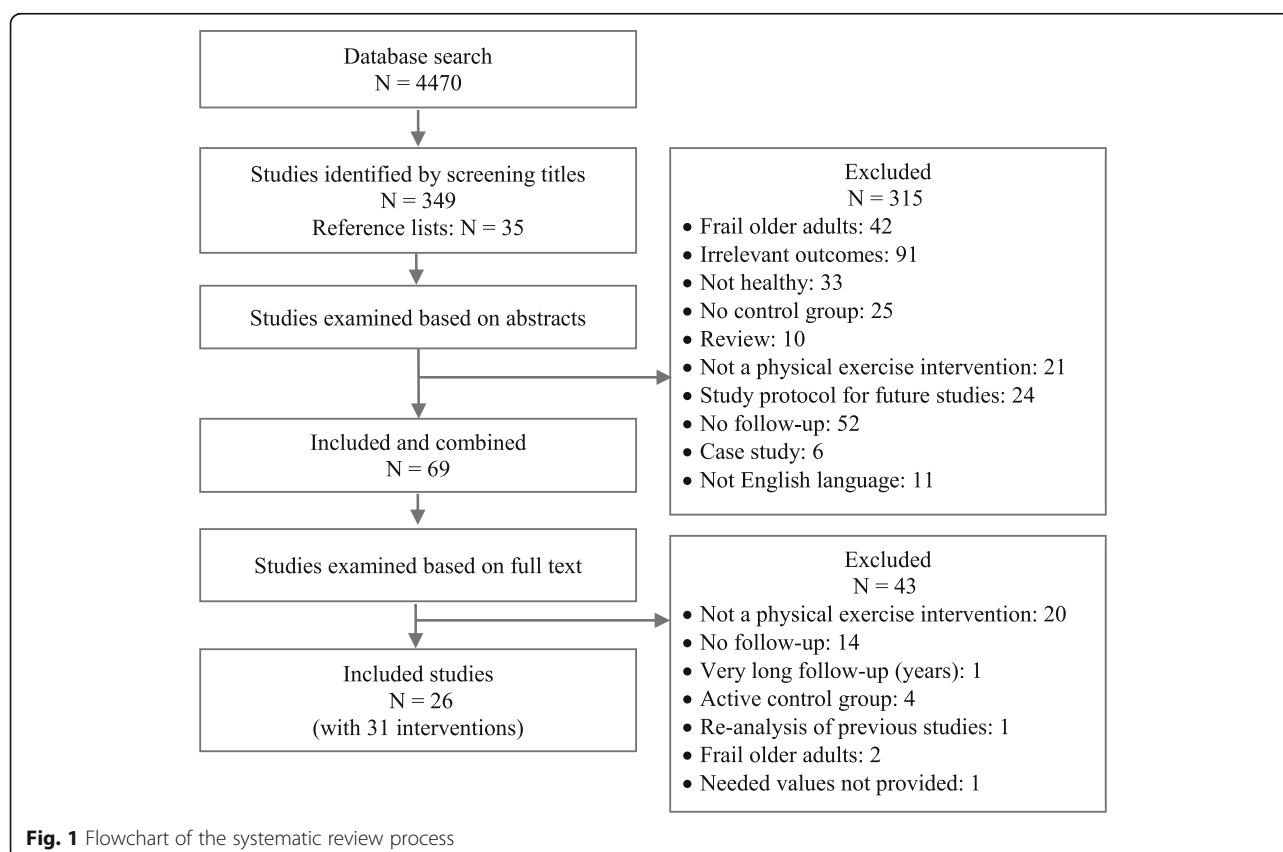 Database search
N = 4470
Studies identified by screening titles
N = 349
Reference lists: N = 35
Studies examined based on abstracts
Excluded
N = 315
• Frail older adults: 42
• Irrelevant outcomes: 91
• Not healthy: 33
• No control group: 25
• Review: 10
• Not a physical exercise intervention: 21
• Study protocol for future studies: 24
• No follow-up: 52
• Case study: 6
• Not English language: 11
Included and combined
N = 69
Studies examined based on full text
Excluded
N = 43
• Not a physical exercise intervention: 20
• No follow-up: 14
• Very long follow-up (years): 1
• Active control group: 4
• Re-analysis of previous studies: 1
• Frail older adults: 2
• Needed values not provided: 1
Included studies
N = 26
(with 31 interventions)
Fig. 1 Flowchart of the systematic review process